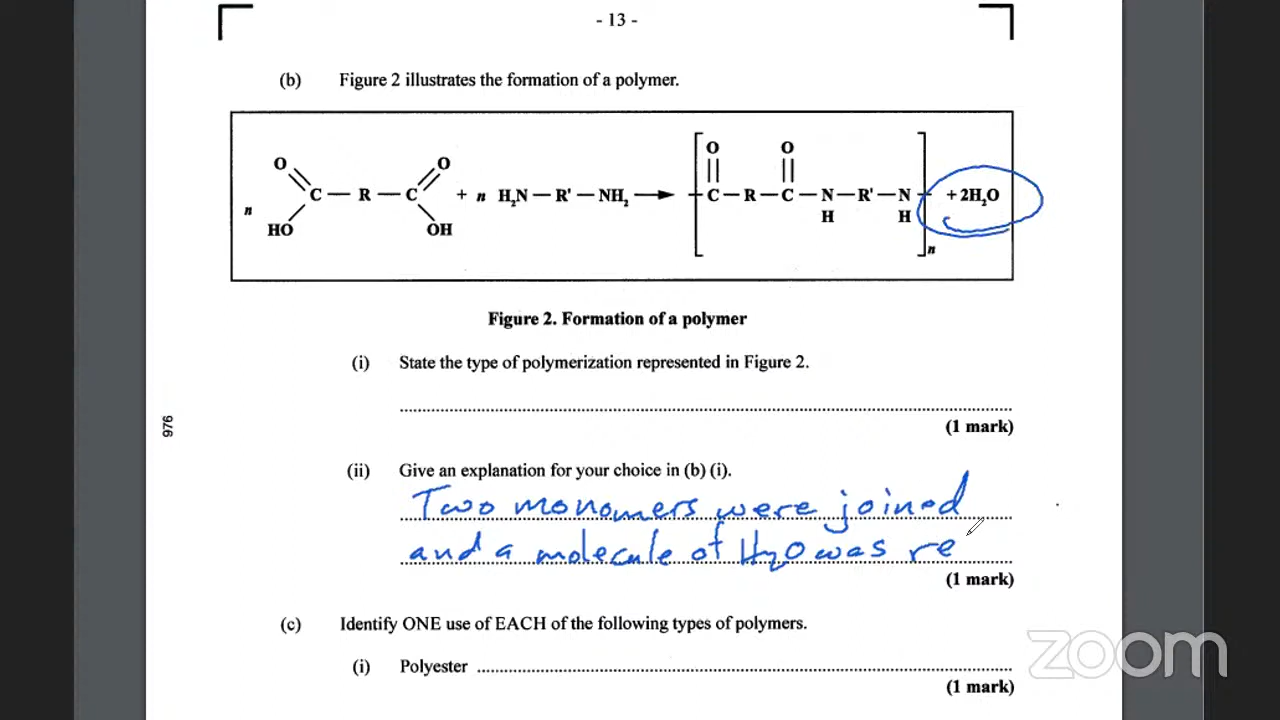 - 13 -
(b) Figure 2 illustrates the formation of a polymer.
O O O O
n HO C — R — C OH + n H₂N — R' — NH₂ → [ C — R — C — N — R' — N ]n + 2H₂O
H H
Figure 2. Formation of a polymer
(i) State the type of polymerization represented in Figure 2.
(1 mark)
976
(ii) Give an explanation for your choice in (b) (i).
Two monomers were joined
and a molecule of H₂O was re
(1 mark)
(c) Identify ONE use of EACH of the following types of polymers.
(i) Polyester
(1 mark)
zoom